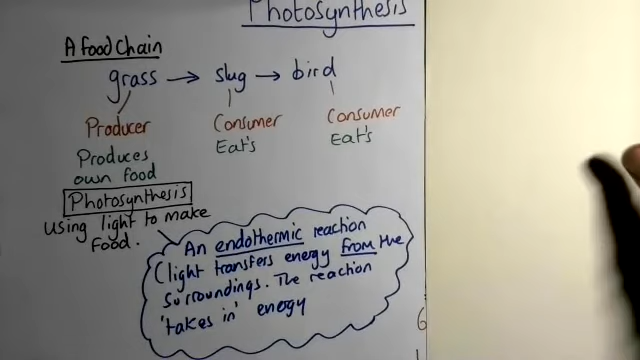 Photosynthesis
A Food Chain
grass → slug → bird
Producer
Consumer
Consumer
Produces
own food
Eat's
Eat's
Photosynthesis
using light to make
food.
An endothermic reaction
(light transfers energy from the
surroundings. The reaction
'takes in' energy
6